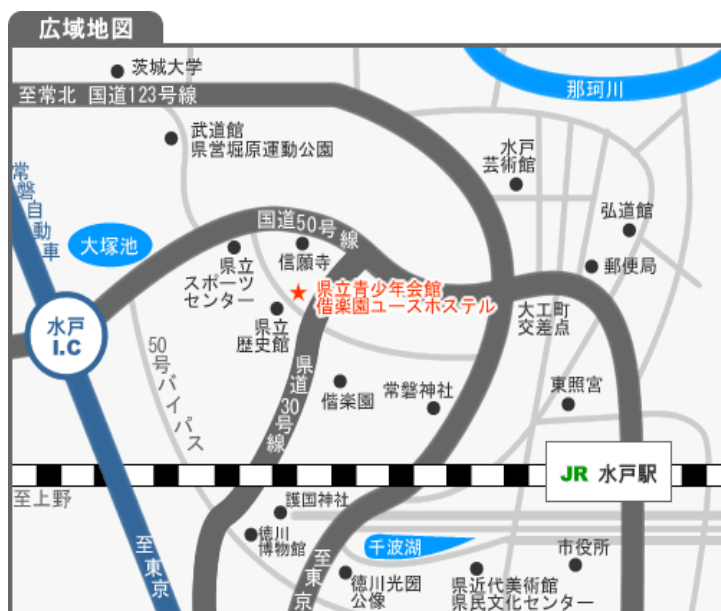 広域地図
茨城大学
至常北 国道123号線
那珂川
武道館
県営堀原運動公園
水戸
芸術館
常磐自動車
大塚池
国道50号線
弘道館
郵便局
県立
スポーツ
センター
信願寺
県立青少年会館
偕楽園ユースホステル
県立
歴史館
大工町
交差点
水戸
I.C
50号バイパス
県道30号線
偕楽園
常磐神社
東照宮
JR 水戸駅
至上野
護国神社
徳川
博物館
千波湖
市役所
至東京
至東京
徳川光圀
公像
県近代美術館
県民文化センター